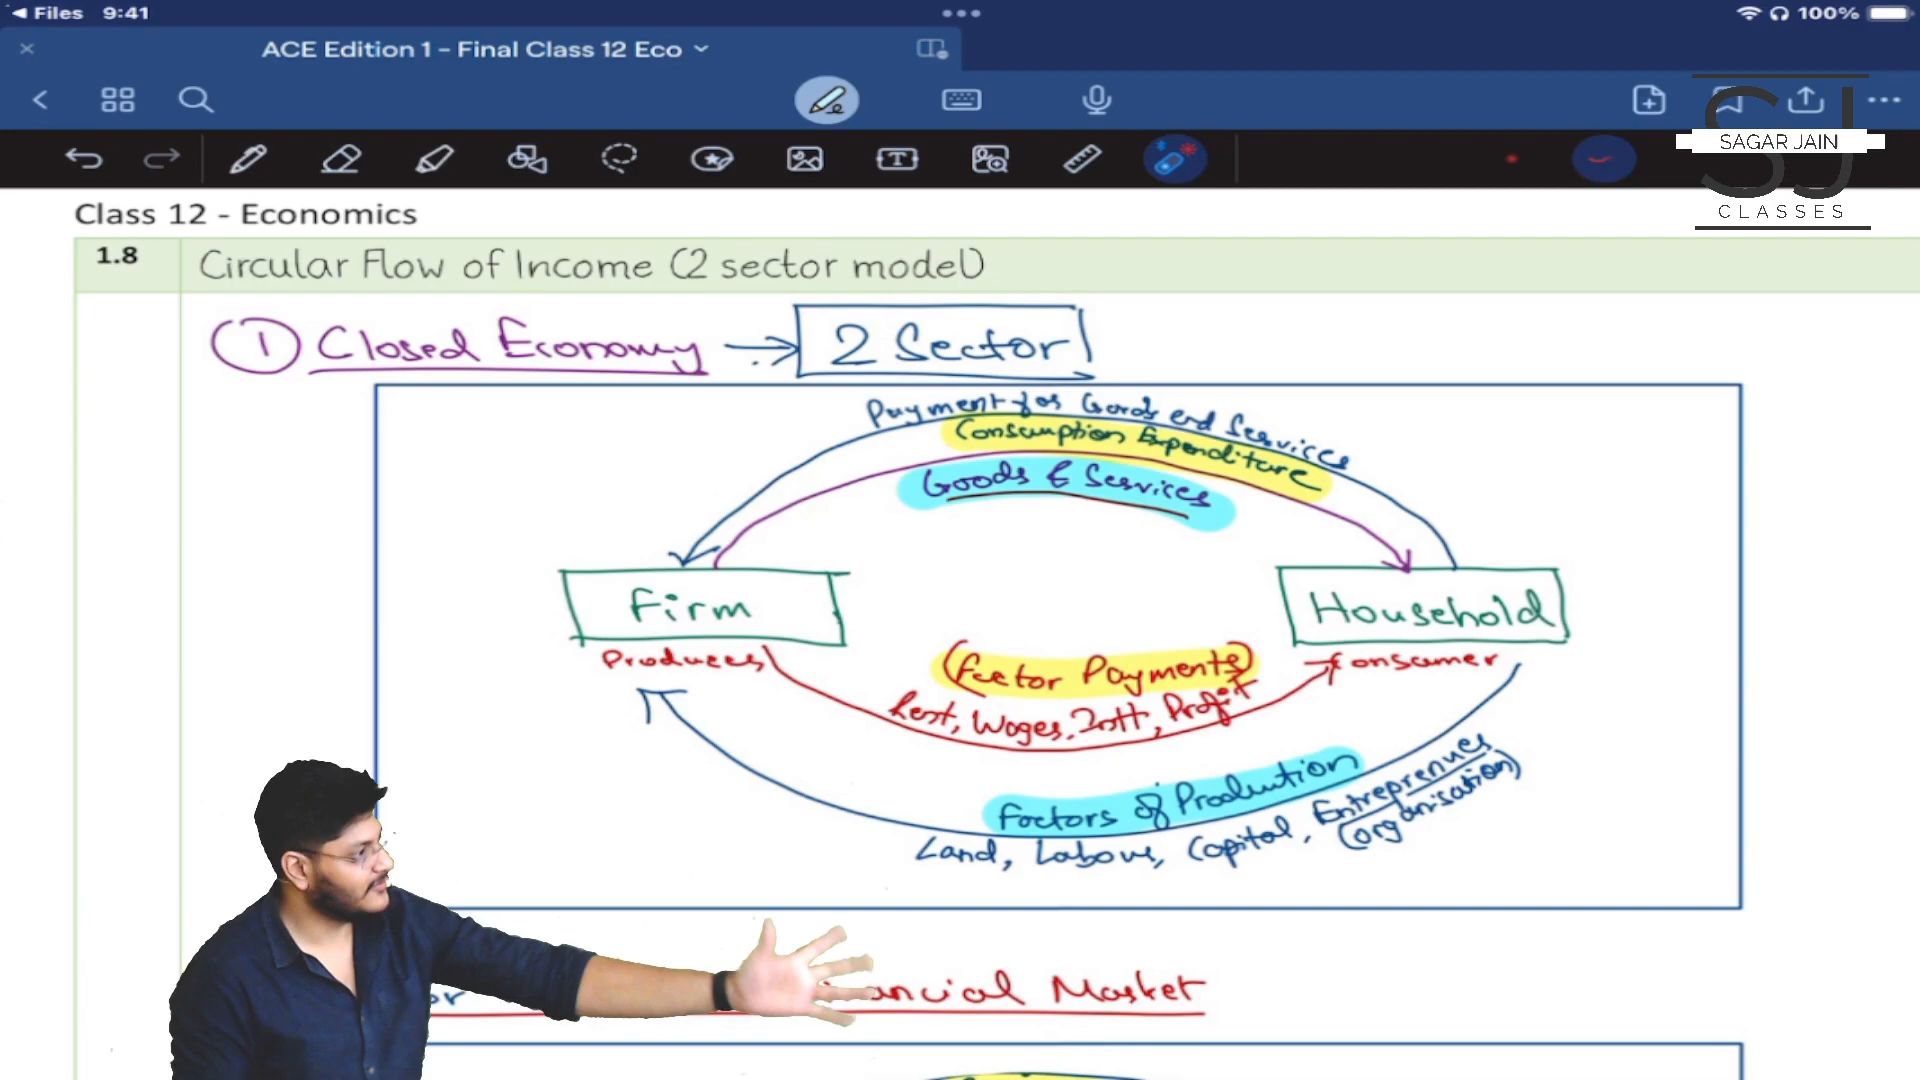 Files 9:41
100%
ACE Edition 1 - Final Class 12 Eco
SAGAR JAIN
CLASSES
Class 12 - Economics
1.8 Circular Flow of Income (2 sector model)
① Closed Economy → 2 Sector
Payment for Goods and Services
Consumption Expenditure
Goods & Services
Firm
Household
Producer
Consumer
(Factor Payments)
Rent, Wages, Intt, Profit
Factors of Production
Land, Labour, Capital, Entreprenues
(organisation)
Market